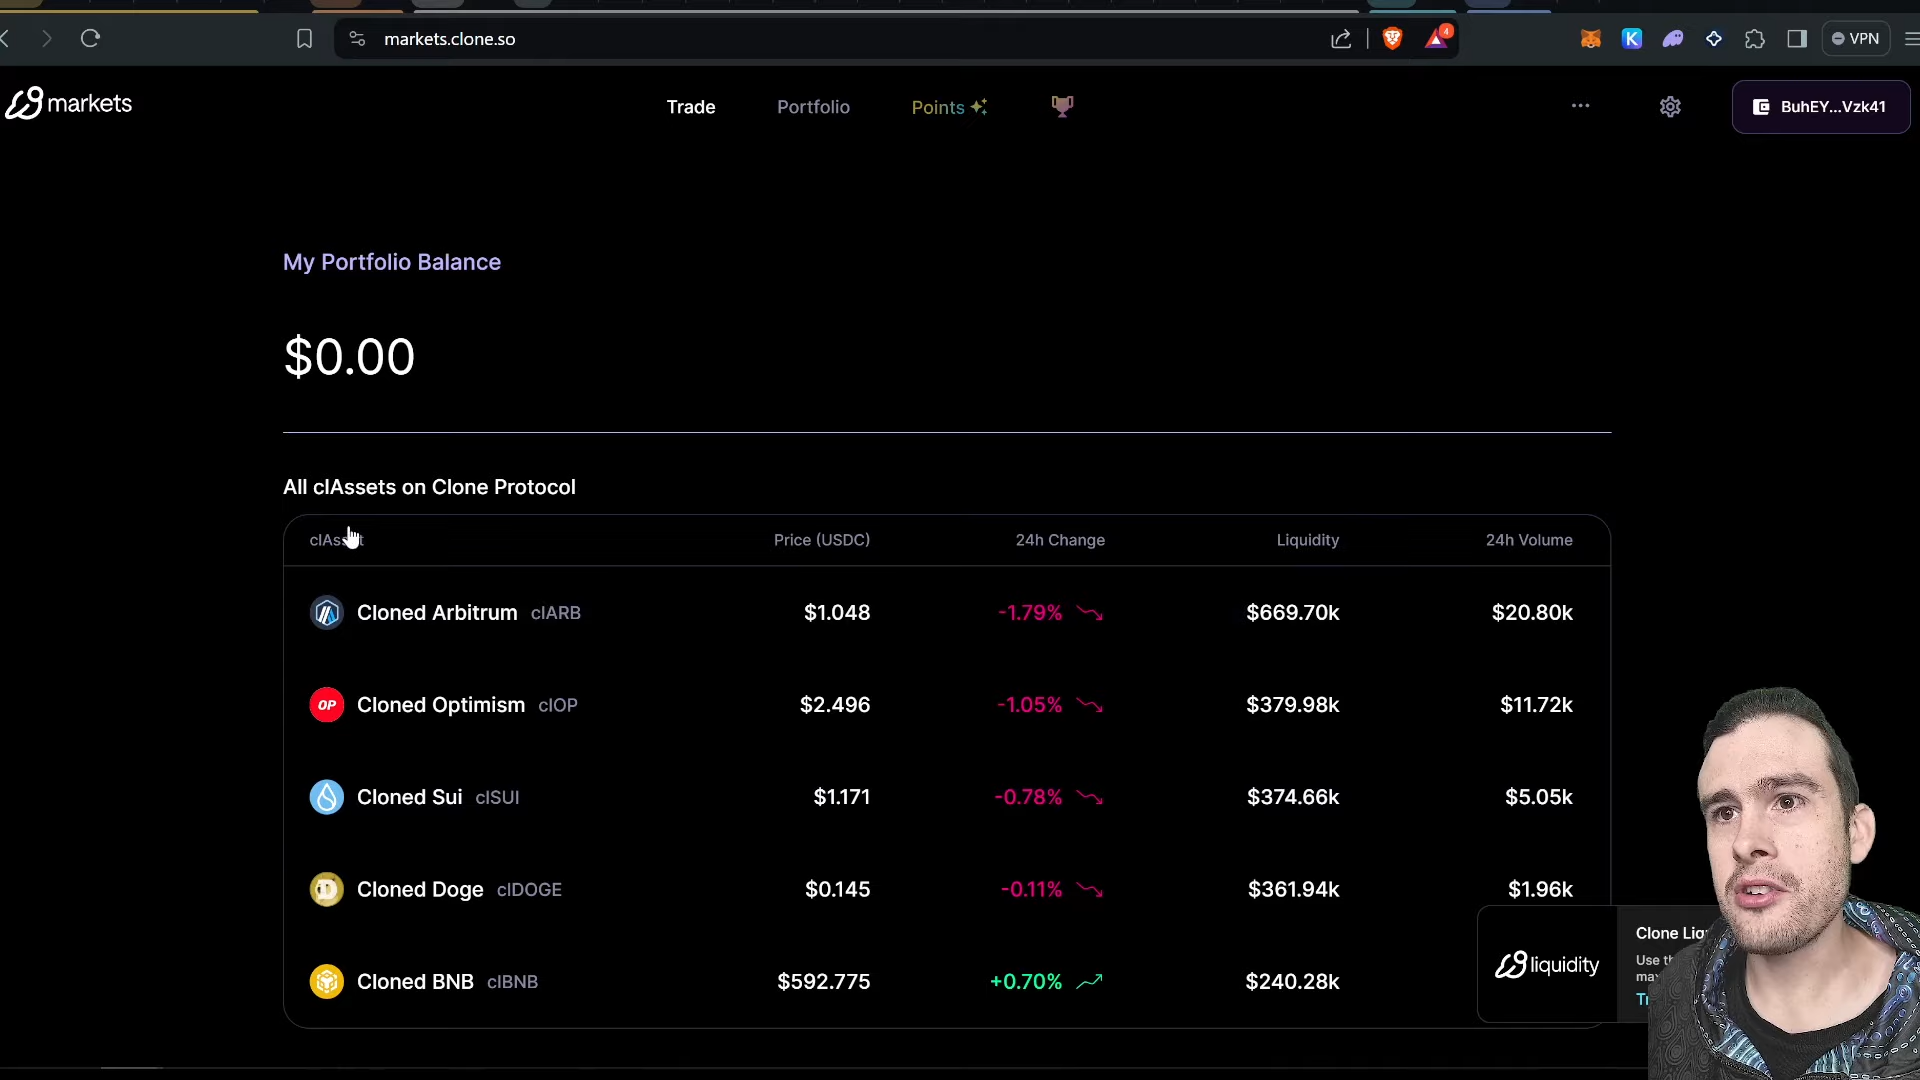 markets.clone.so
4
VPN
markets
Trade
Portfolio
Points
BuhEY...Vzk41
My Portfolio Balance
$0.00
All clAssets on Clone Protocol
Price (USDC)
24h Change
Liquidity
24h Volume
Cloned Arbitrum clARB $1.048 -1.79% $669.70k $20.80k
OP Cloned Optimism clOP $2.496 -1.05% $379.98k $11.72k
Cloned Sui clSUI $1.171 -0.78% $374.66k $5.05k
Cloned Doge clDOGE $0.145 -0.11% $361.94k $1.96k
Cloned BNB clBNB $592.775 +0.70% $240.28k
liquidity
Clone
Use